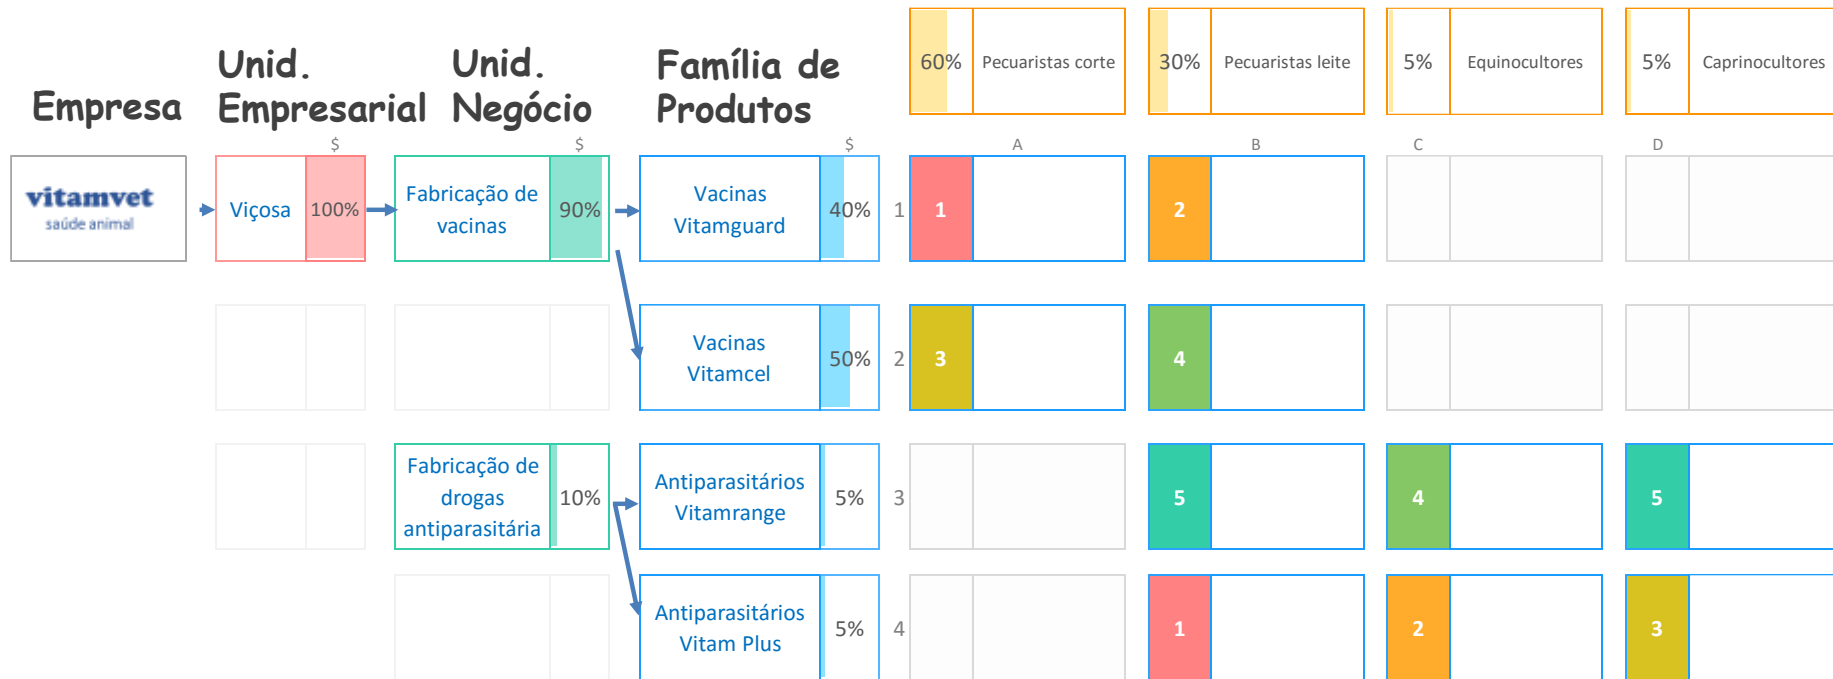 60% Pecuaristas corte 30% Pecuaristas leite 5% Equinocultores 5% Caprinocultores
Empresa
Unid.
Empresarial
Unid.
Negócio
Família de
Produtos
$ $ $ A B C D
vitamvet
saúde animal
Viçosa 100%
Fabricação de
vacinas
90%
Vacinas
Vitamguard
40% 1 1 2
Vacinas
Vitamcel
50% 2 3 4
Fabricação de
drogas
antiparasitária
10%
Antiparasitários
Vitamrange
5% 3 5 4 5
Antiparasitários
Vitam Plus
5% 4 1 2 3